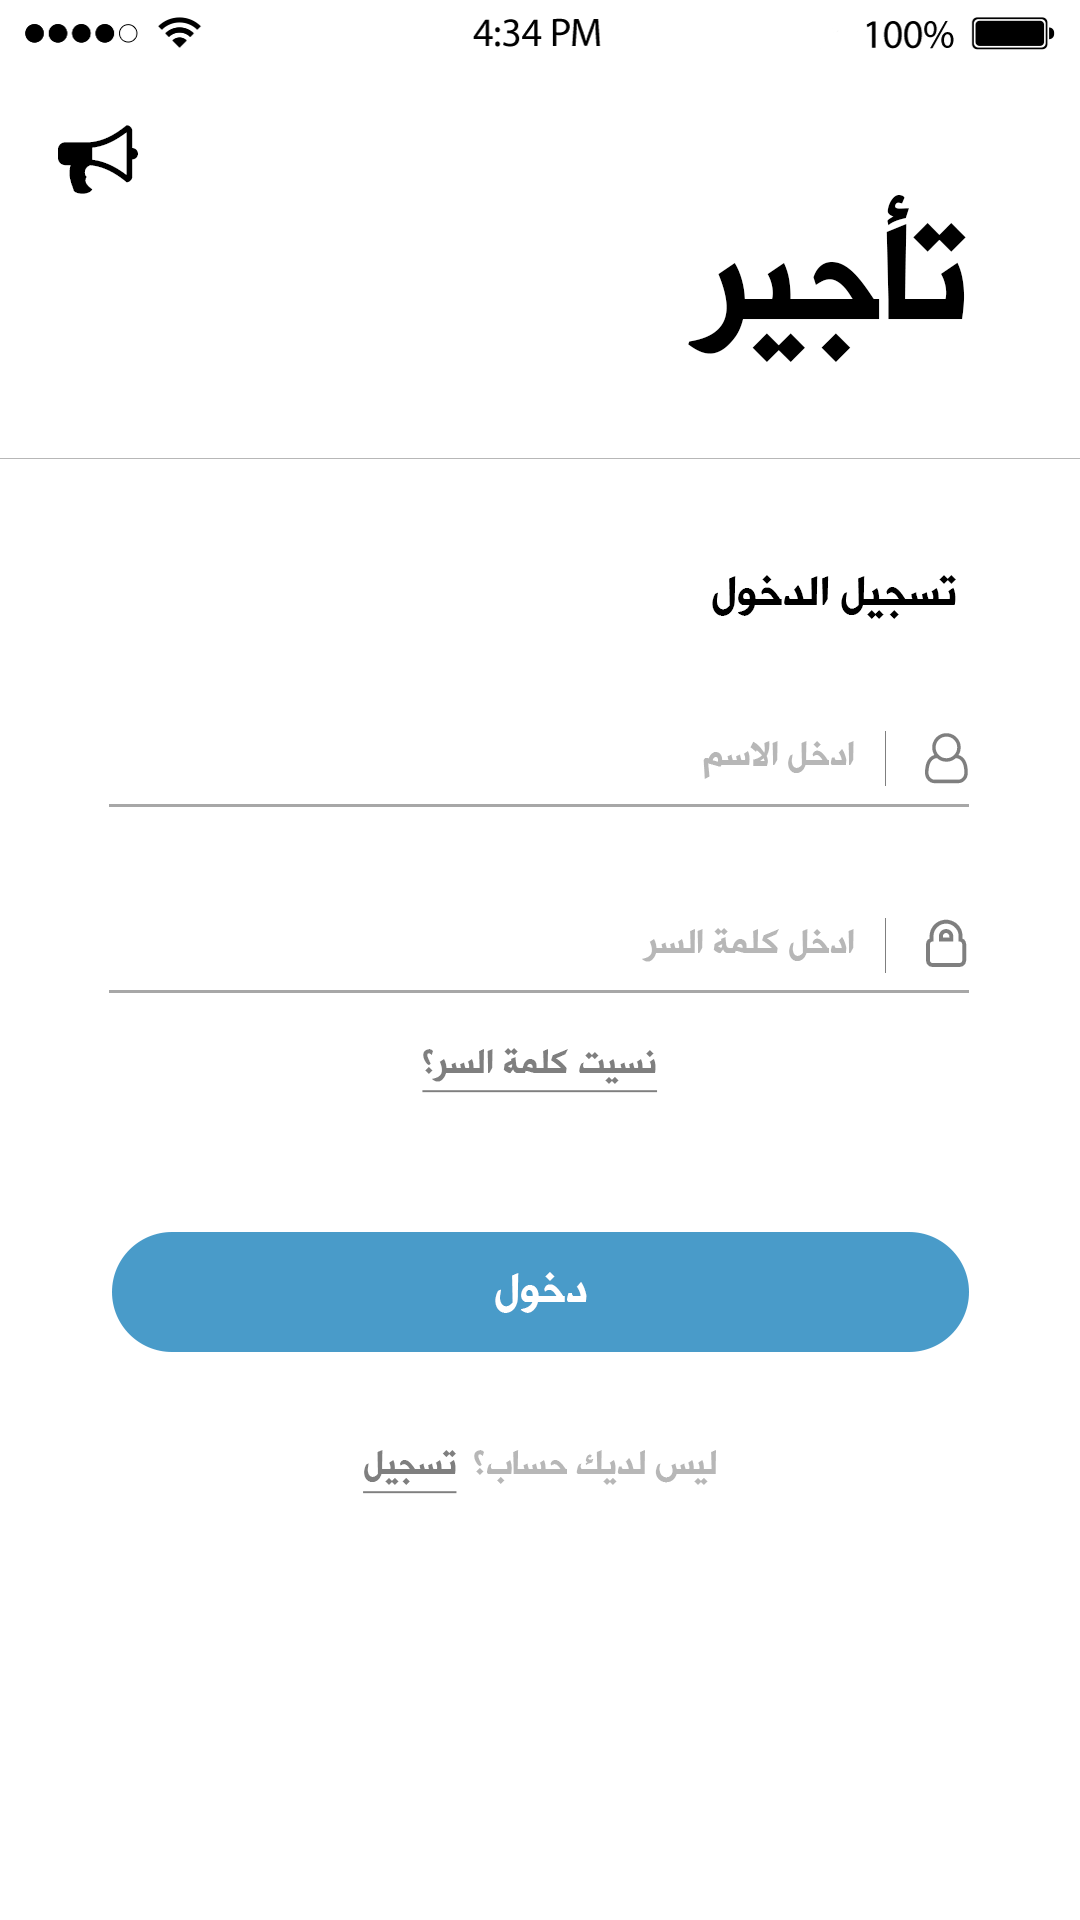 4:34 PM
100%
تأجير
تسجيل الدخول
ادخل الاسم
ادخل كلمة السر
نسيت كلمة السر؟
دخول
ليس لديك حساب؟ تسجيل